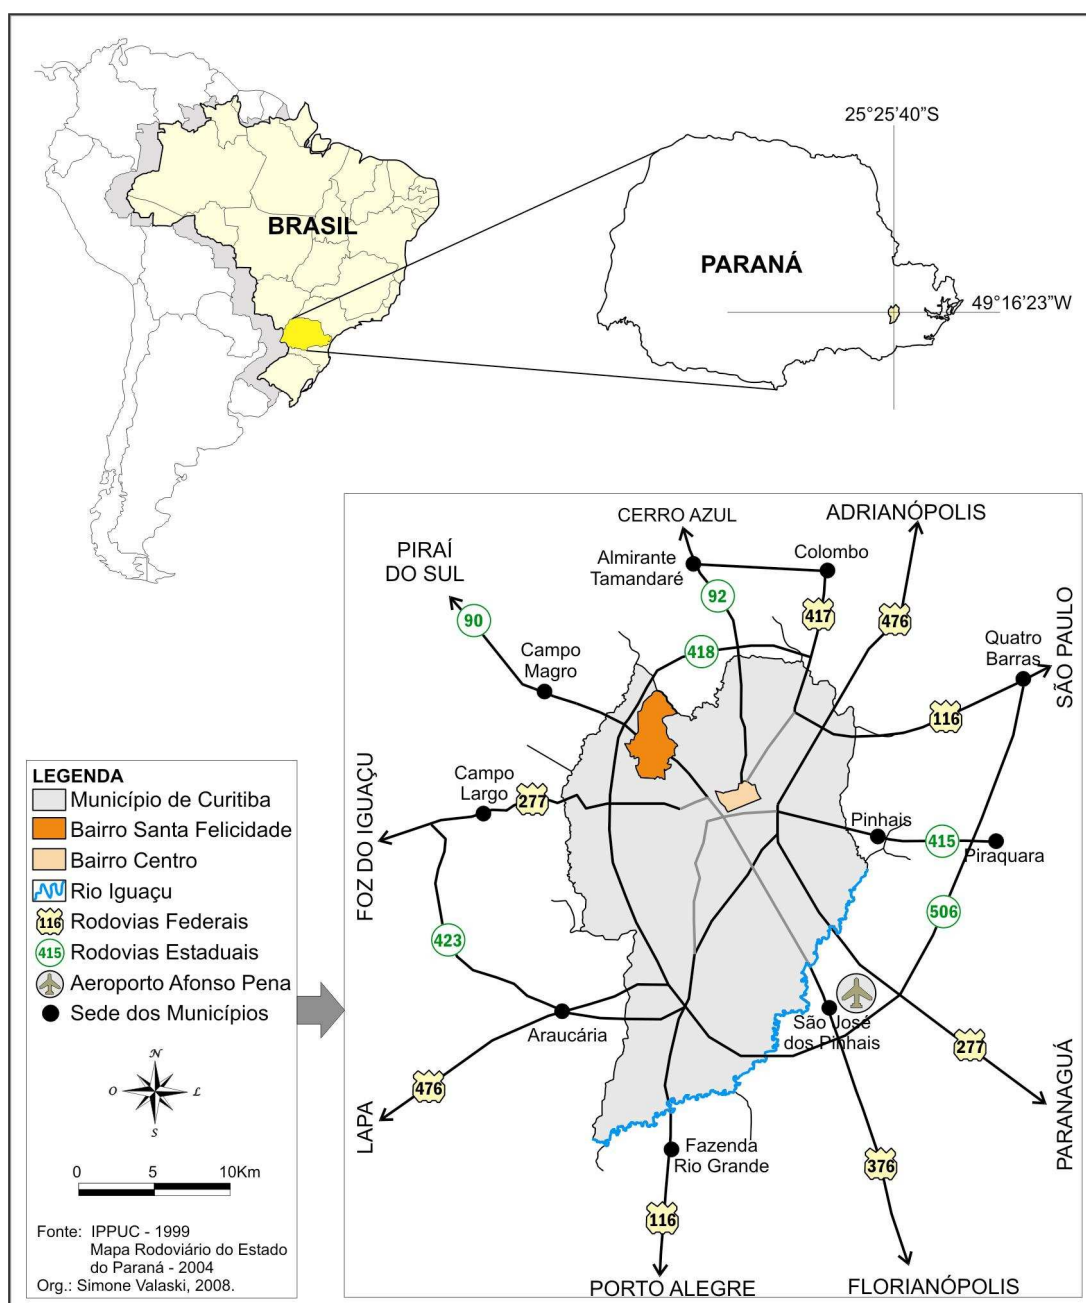 25°25'40"S
BRASIL
PARANÁ
49°16'23"W
CERRO AZUL
ADRIANÓPOLIS
PIRAÍ
DO SUL
Almirante
Tamandaré
Colombo
92
417
476
90
418
Quatro
Barras
SÃO PAULO
Campo
Magro
116
LEGENDA
Município de Curitiba
Bairro Santa Felicidade
Bairro Centro
Rio Iguaçu
116 Rodovias Federais
415 Rodovias Estaduais
Aeroporto Afonso Pena
Sede dos Municípios
FOZ DO IGUAÇU
Campo
Largo
277
Pinhais
415
Piraquara
506
423
Araucária
São José
dos Pinhais
277
476
LAPA
PARANAGUÁ
Fazenda
Rio Grande
376
116
PORTO ALEGRE
FLORIANÓPOLIS
N
O
L
S
0 5 10Km
Fonte: IPPUC - 1999
Mapa Rodoviário do Estado
do Paraná - 2004
Org.: Simone Valaski, 2008.